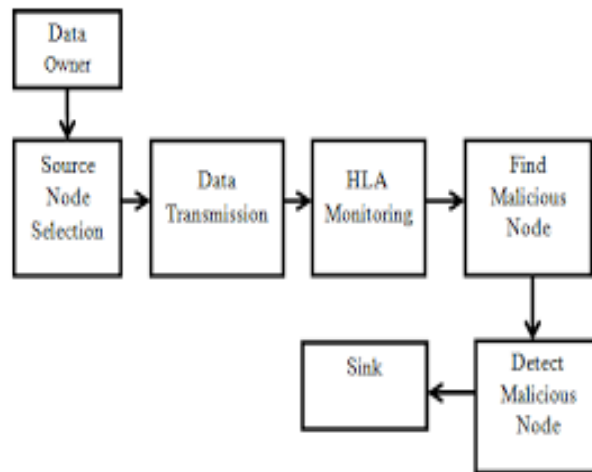 Data
Owner
Source
Node
Selection
Data
Transmission
HLA
Monitoring
Find
Malicious
Node
Detect
Malicious
Node
Sink